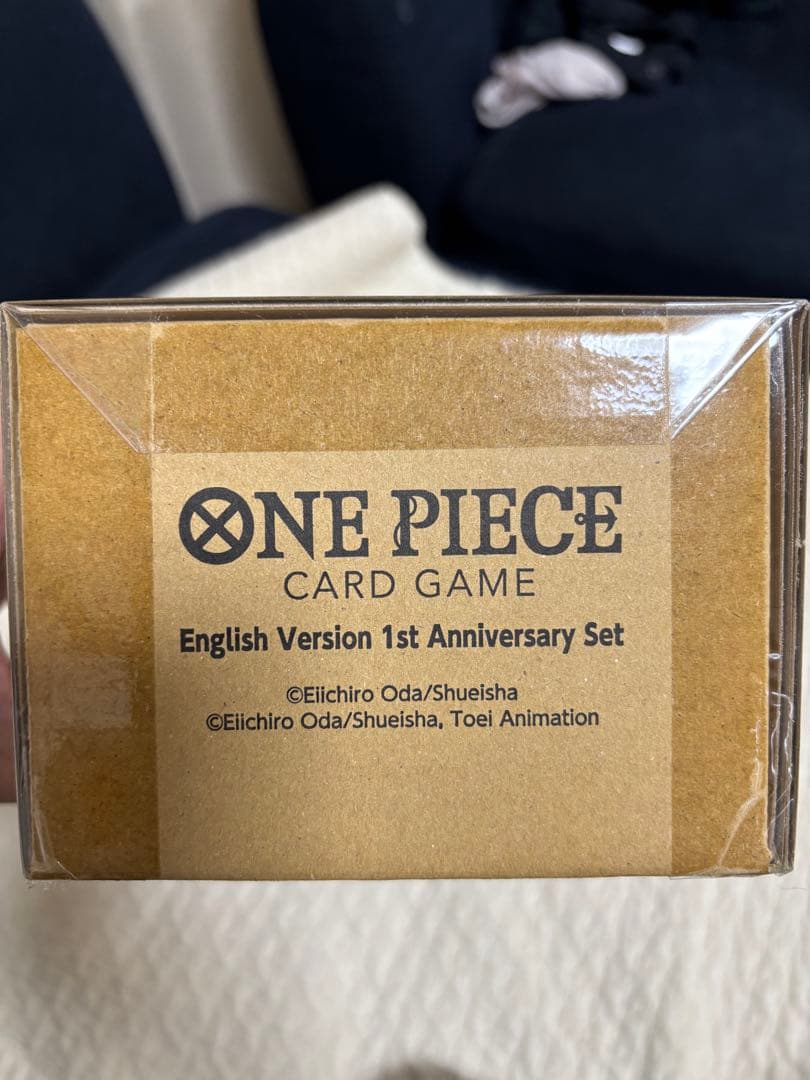 ONE PIECE
CARD GAME
English Version 1st Anniversary Set
©Eiichiro Oda/Shueisha
©Eiichiro Oda/Shueisha, Toei Animation